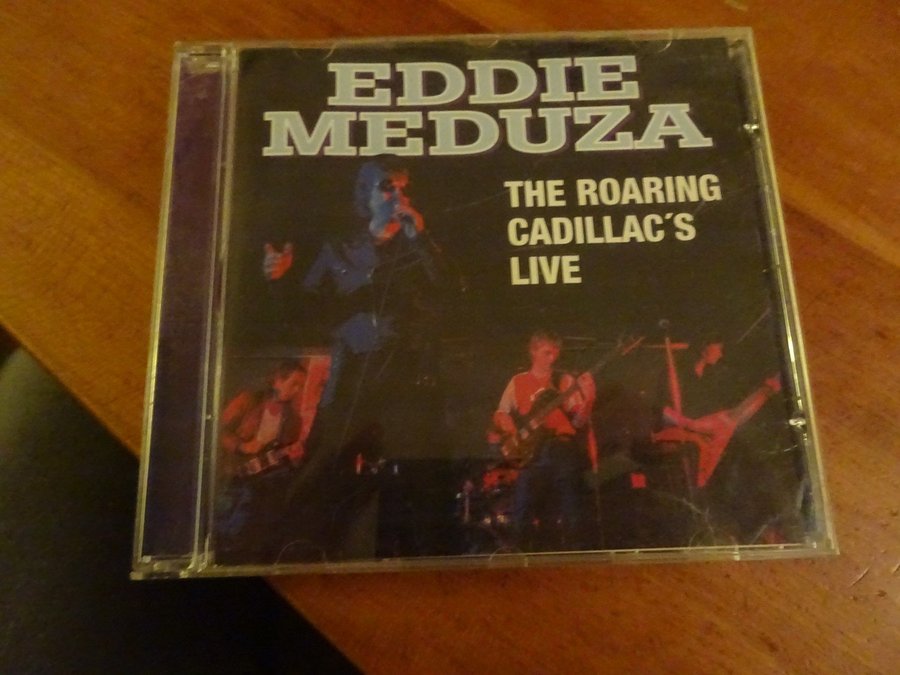 EDDIE
MEDUZA
THE ROARING
CADILLAC´S
LIVE